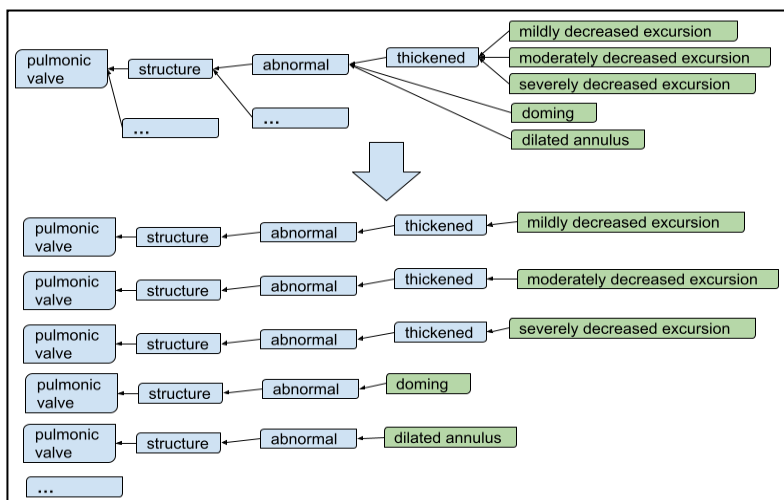 mildly decreased excursion
pulmonic
valve
structure
abnormal
thickened
moderately decreased excursion
severely decreased excursion
doming
dilated annulus
...
...
pulmonic
valve
structure
abnormal
thickened
mildly decreased excursion
pulmonic
valve
structure
abnormal
thickened
moderately decreased excursion
pulmonic
valve
structure
abnormal
thickened
severely decreased excursion
pulmonic
valve
structure
abnormal
doming
pulmonic
valve
structure
abnormal
dilated annulus
...